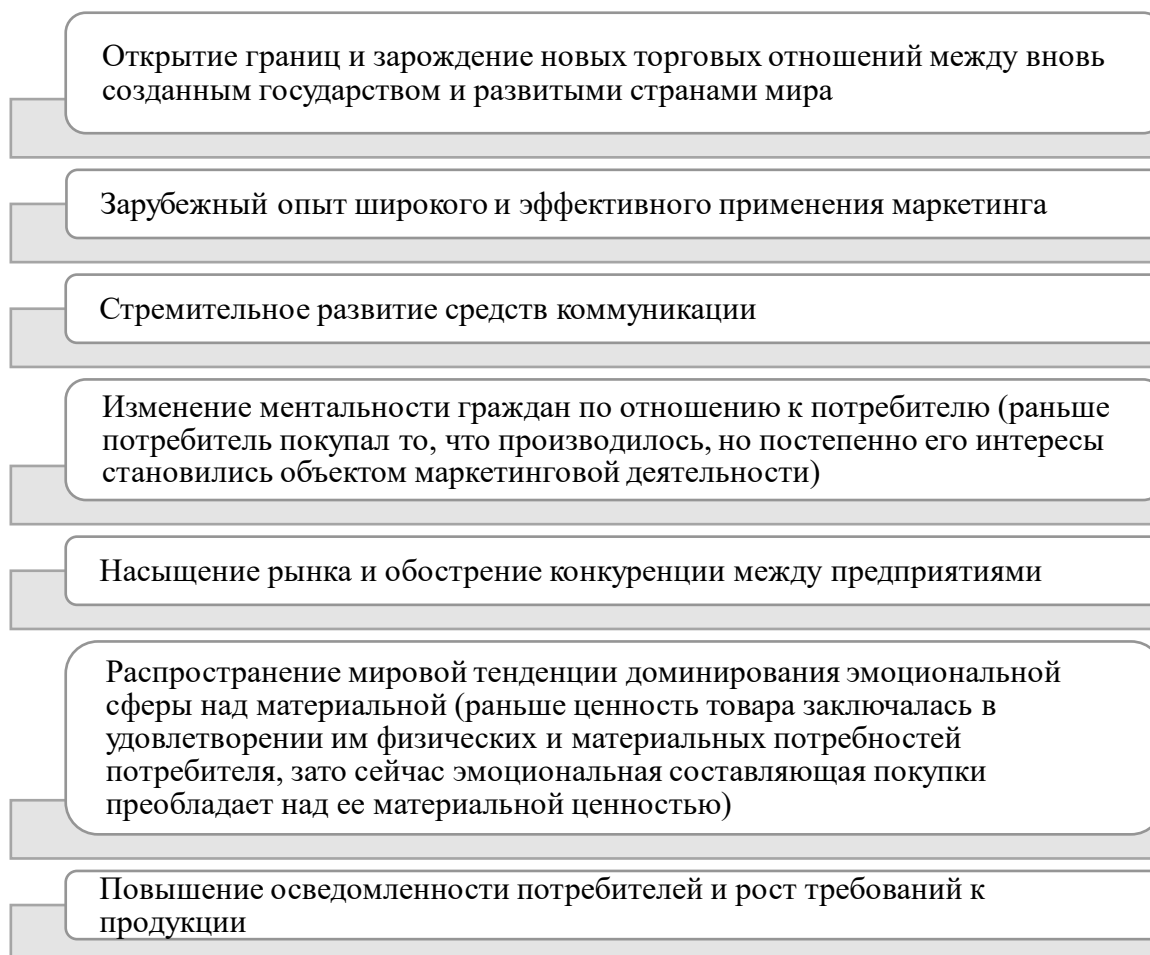 Открытие границ и зарождение новых торговых отношений между вновь
созданным государством и развитыми странами мира
Зарубежный опыт широкого и эффективного применения маркетинга
Стремительное развитие средств коммуникации
Изменение ментальности граждан по отношению к потребителю (раньше
потребитель покупал то, что производилось, но постепенно его интересы
становились объектом маркетинговой деятельности)
Насыщение рынка и обострение конкуренции между предприятиями
Распространение мировой тенденции доминирования эмоциональной
сферы над материальной (раньше ценность товара заключалась в
удовлетворении им физических и материальных потребностей
потребителя, зато сейчас эмоциональная составляющая покупки
преобладает над ее материальной ценностью)
Повышение осведомленности потребителей и рост требований к
продукции